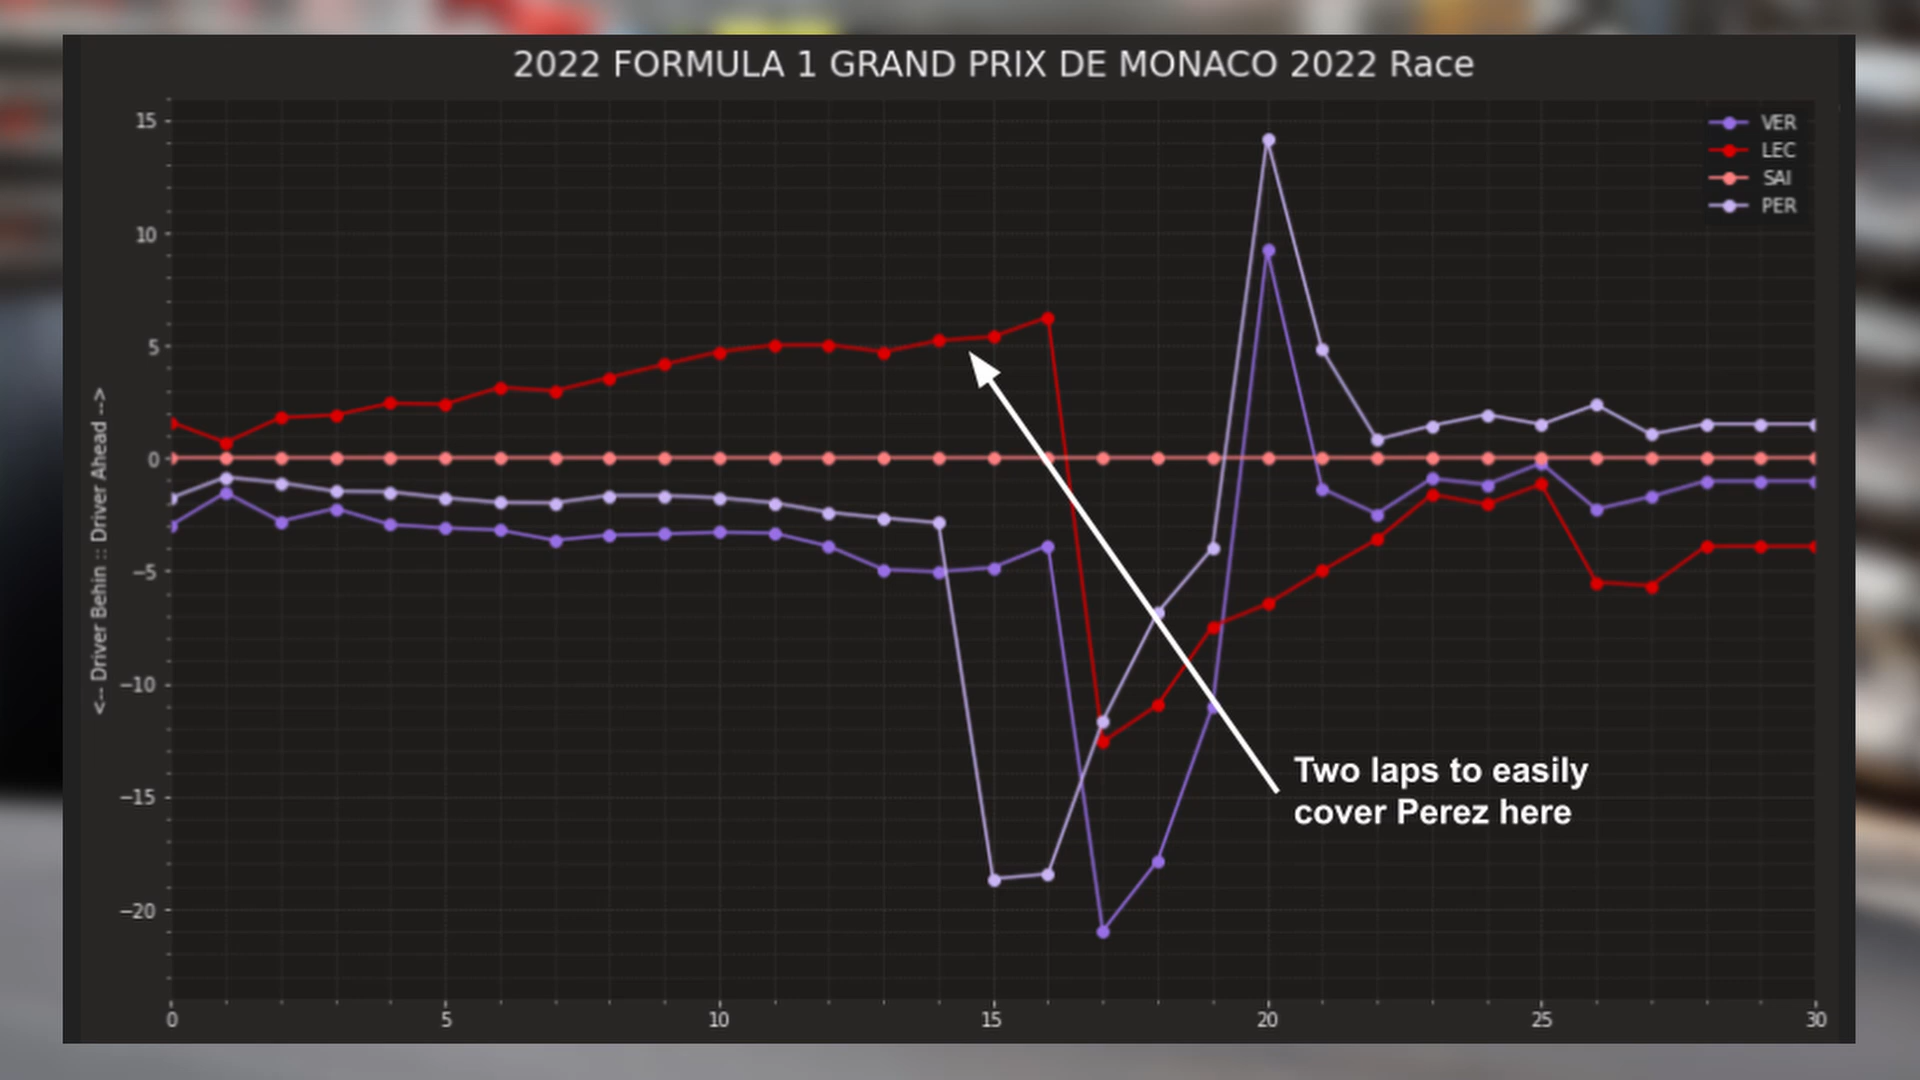 2022 FORMULA 1 GRAND PRIX DE MONACO 2022 Race
VER
LEC
SAI
PER
15
10
5
0
−5
−10
−15
−20
<-- Driver Behin :: Driver Ahead -->
Two laps to easily
cover Perez here
0 5 10 15 20 25 30